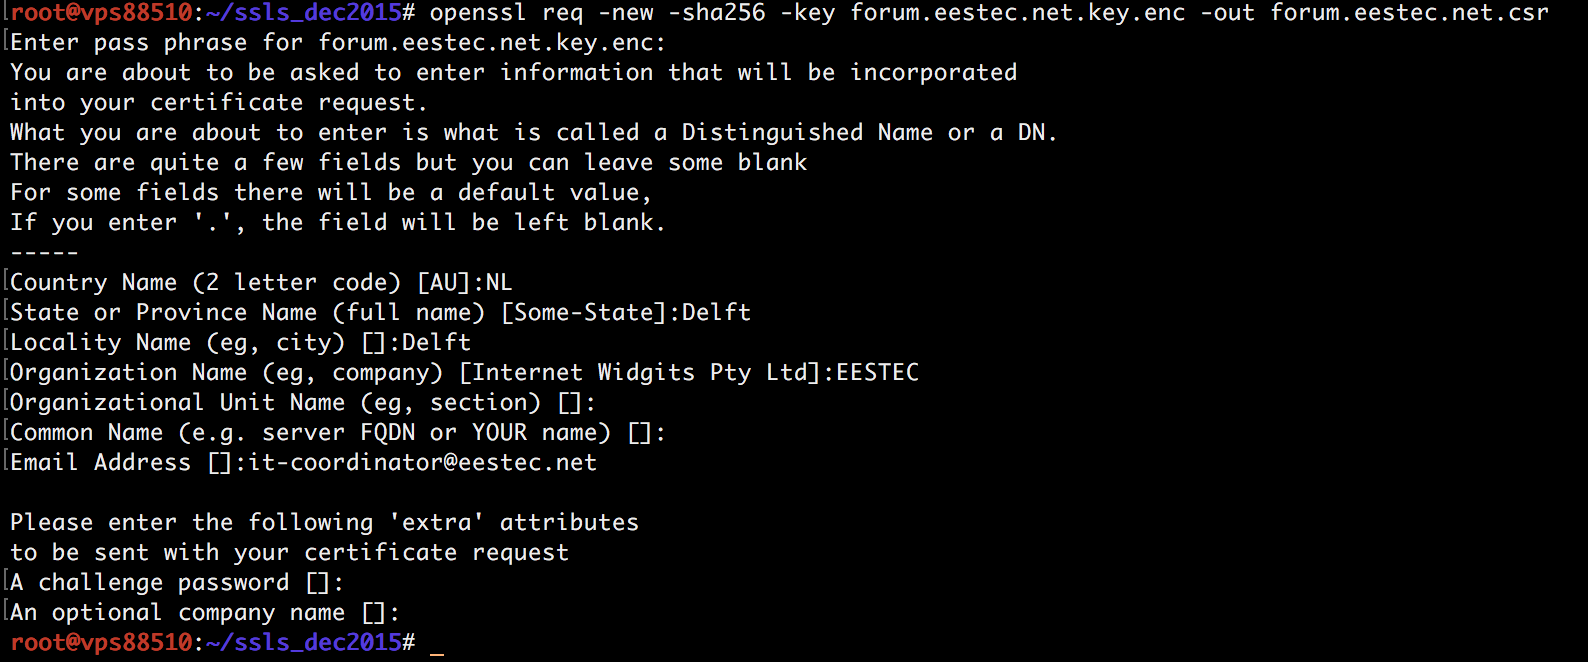 root@vps88510:~/ssls_dec2015# openssl req -new -sha256 -key forum.eestec.net.key.enc -out forum.eestec.net.csr
Enter pass phrase for forum.eestec.net.key.enc:
You are about to be asked to enter information that will be incorporated
into your certificate request.
What you are about to enter is what is called a Distinguished Name or a DN.
There are quite a few fields but you can leave some blank
For some fields there will be a default value,
If you enter '.', the field will be left blank.
-----
Country Name (2 letter code) [AU]:NL
State or Province Name (full name) [Some-State]:Delft
Locality Name (eg, city) []:Delft
Organization Name (eg, company) [Internet Widgits Pty Ltd]:EESTEC
Organizational Unit Name (eg, section) []:
Common Name (e.g. server FQDN or YOUR name) []:
Email Address []:it-coordinator@eestec.net
Please enter the following 'extra' attributes
to be sent with your certificate request
A challenge password []:
An optional company name []:
root@vps88510:~/ssls_dec2015# _